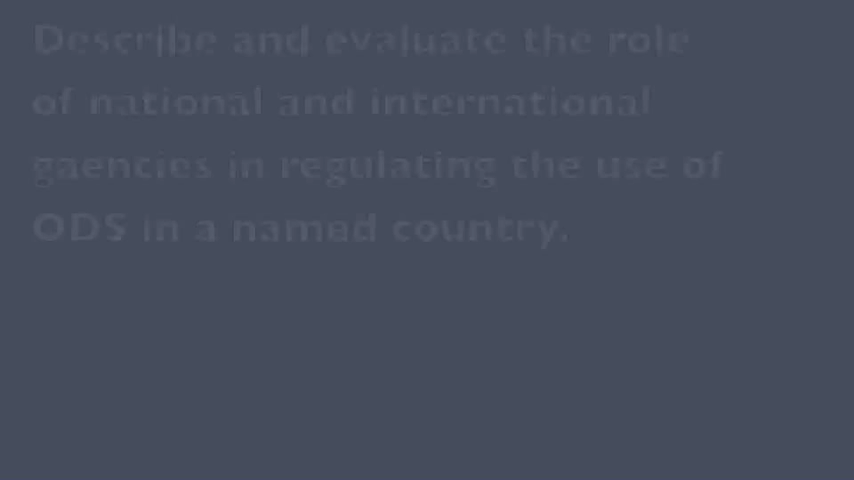 Describe and evaluate the role
of national and international
gaencies in regulating the use of
ODS in a named country.